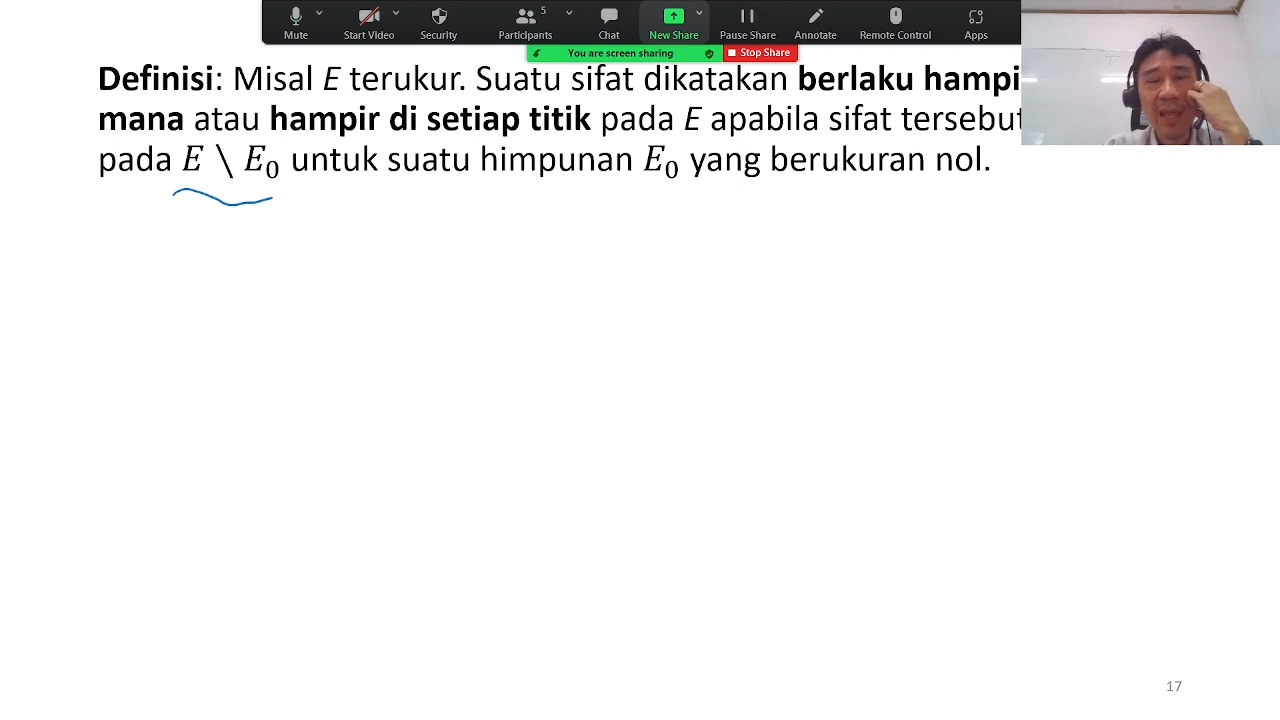 5
Mute
Start Video
Security
Participants
Chat
New Share
Pause Share
Annotate
Remote Control
Apps
You are screen sharing
Stop Share
Definisi: Misal E terukur. Suatu sifat dikatakan berlaku hampi
mana atau hampir di setiap titik pada E apabila sifat tersebut
pada E \ E₀ untuk suatu himpunan E₀ yang berukuran nol.
17